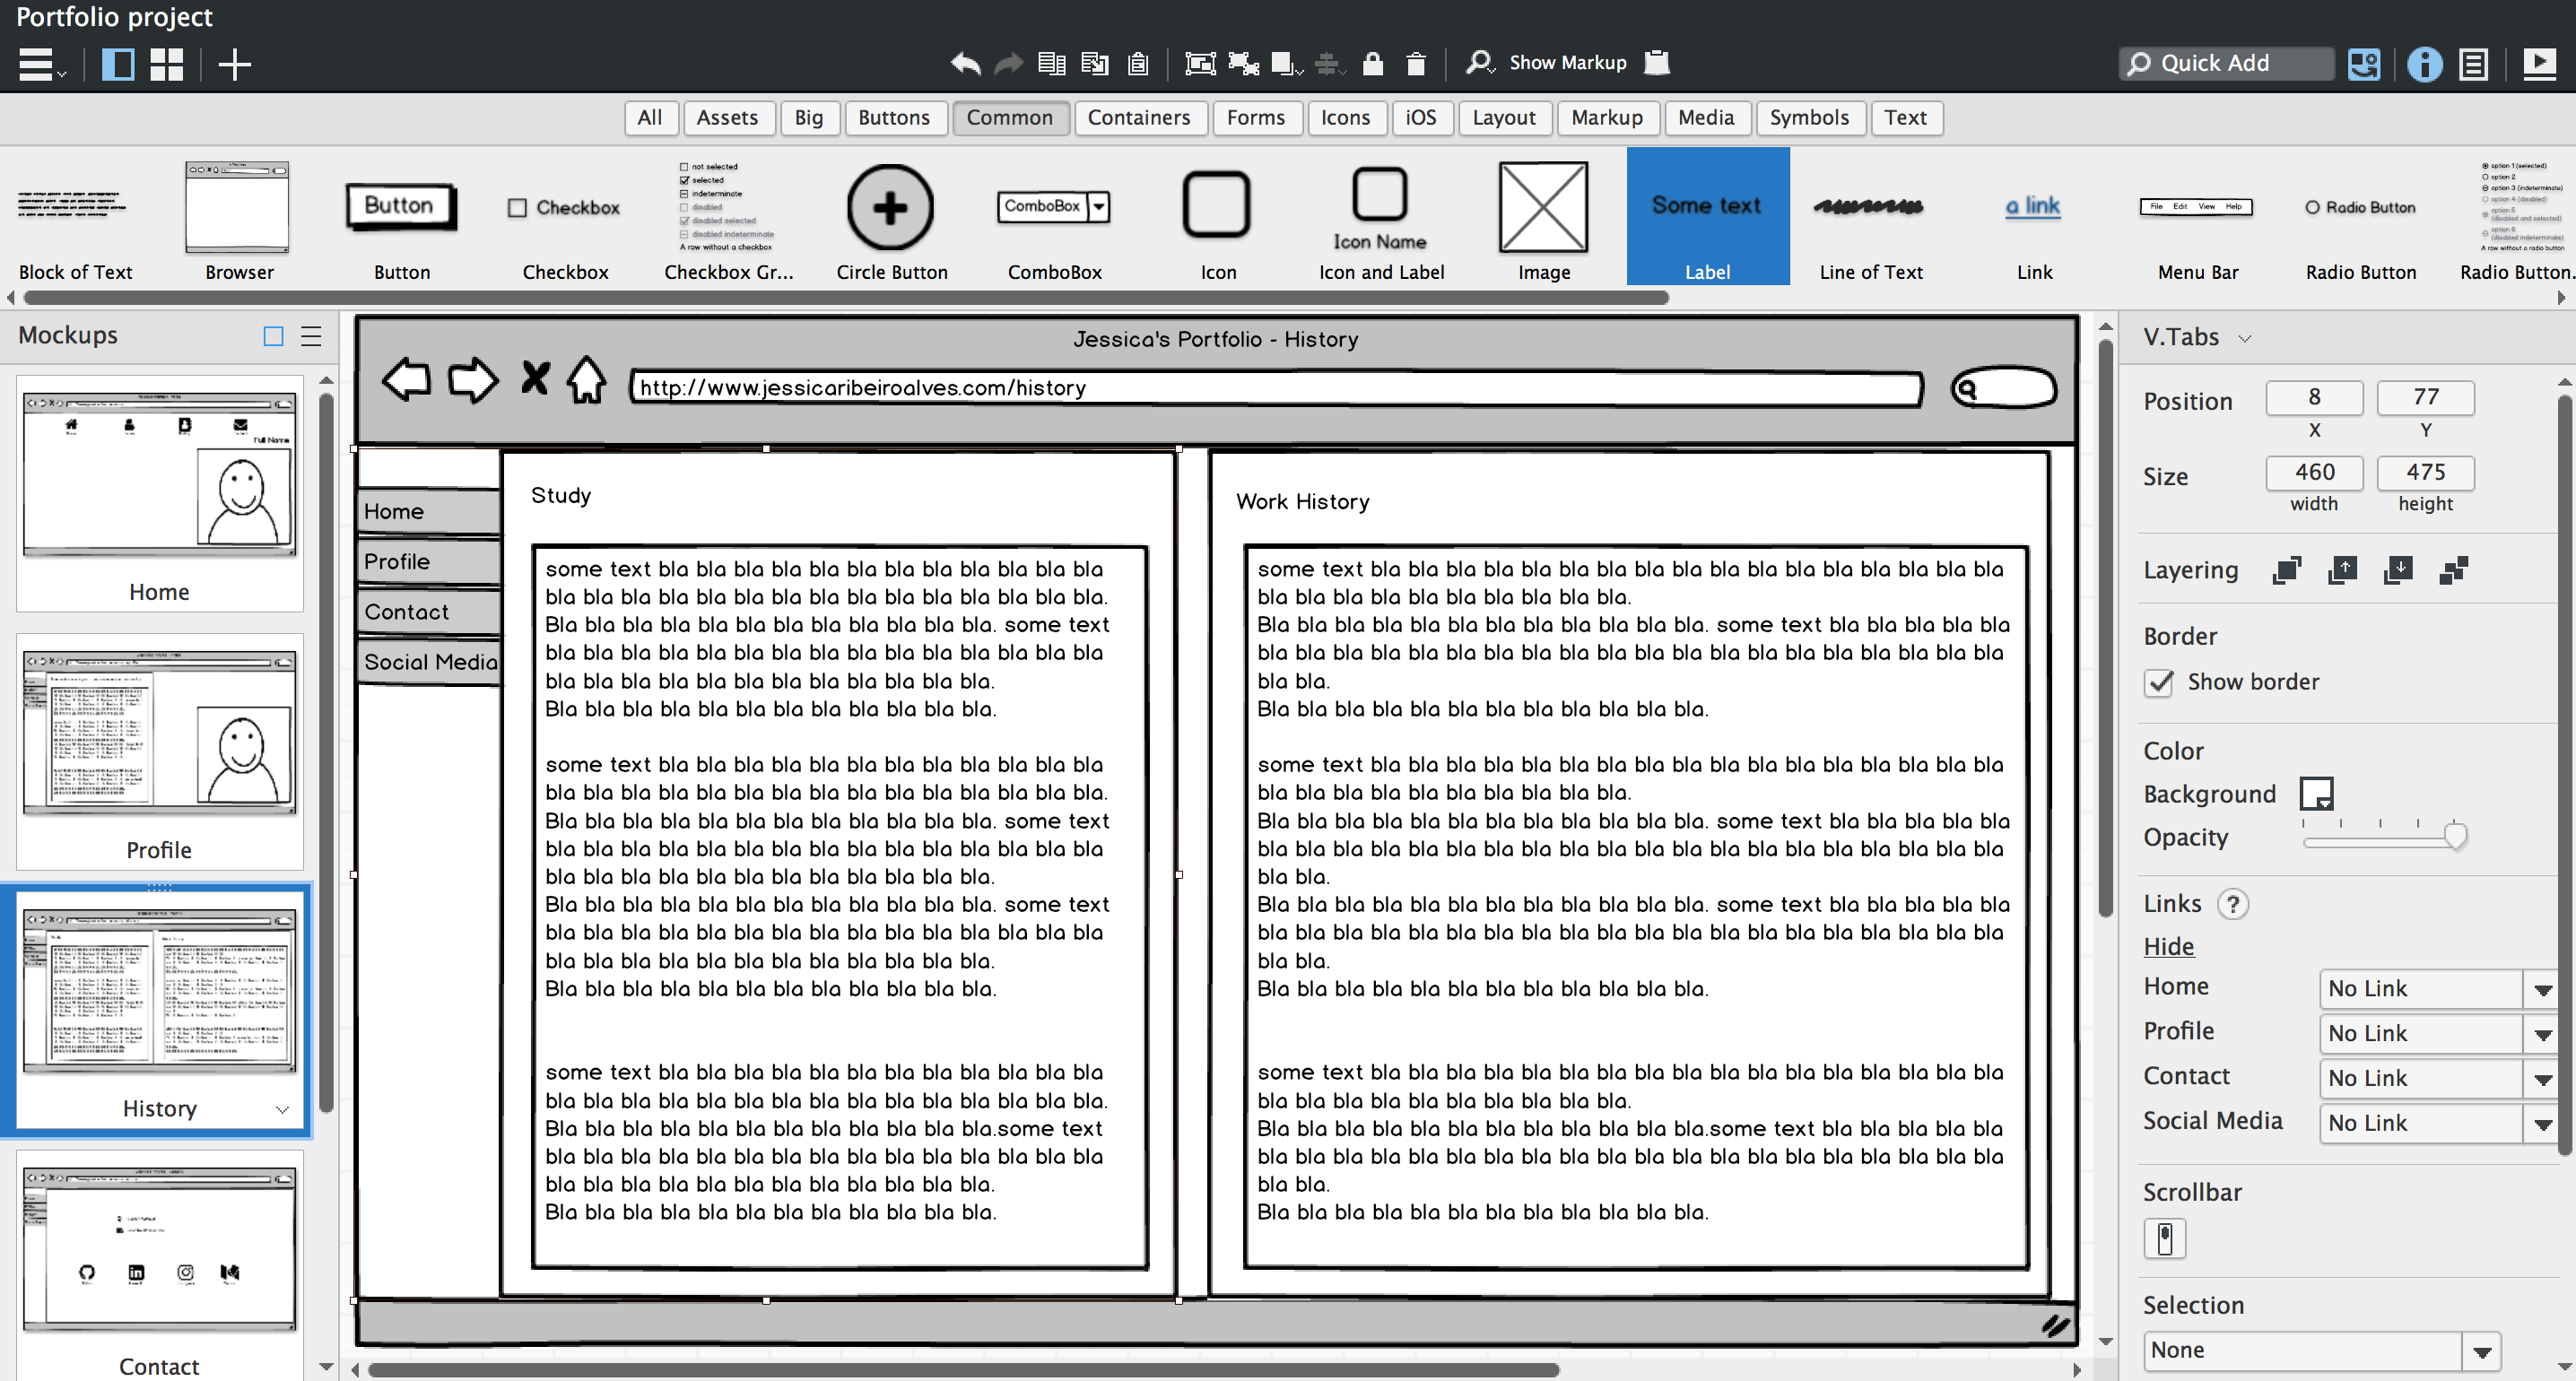 Portfolio project
Show Markup
Quick Add
All
Assets
Big
Buttons
Common
Containers
Forms
Icons
iOS
Layout
Markup
Media
Symbols
Text
Button
Checkbox
not selected
selected
indeterminate
disabled
disabled selected
disabled indeterminate
A row without a checkbox
ComboBox
Icon Name
Some text
a link
File Edit View Help
Radio Button
option 1 (selected)
option 2
option 3 (indeterminate)
option 4 (disabled)
option 5
(disabled and selected)
option 6
(disabled indeterminate)
A row without a radio button
Block of Text
Browser
Button
Checkbox
Checkbox Gr...
Circle Button
ComboBox
Icon
Icon and Label
Image
Label
Line of Text
Link
Menu Bar
Radio Button
Radio Button.
Mockups
Full Name
Home
Profile
History
Contact
Jessica's Portfolio - History
http://www.jessicaribeiroalves.com/history
Home
Profile
Contact
Social Media
Study
some text bla bla bla bla bla bla bla bla bla bla bla bla
bla bla bla bla bla bla bla bla bla bla bla bla bla bla bla.
Bla bla bla bla bla bla bla bla bla bla bla bla. some text
bla bla bla bla bla bla bla bla bla bla bla bla bla bla bla
bla bla bla bla bla bla bla bla bla bla bla bla.
Bla bla bla bla bla bla bla bla bla bla bla bla.
some text bla bla bla bla bla bla bla bla bla bla bla bla
bla bla bla bla bla bla bla bla bla bla bla bla bla bla bla.
Bla bla bla bla bla bla bla bla bla bla bla bla. some text
bla bla bla bla bla bla bla bla bla bla bla bla bla bla bla
bla bla bla bla bla bla bla bla bla bla bla bla.
Bla bla bla bla bla bla bla bla bla bla bla bla. some text
bla bla bla bla bla bla bla bla bla bla bla bla bla bla bla
bla bla bla bla bla bla bla bla bla bla bla bla.
Bla bla bla bla bla bla bla bla bla bla bla bla.
some text bla bla bla bla bla bla bla bla bla bla bla bla
bla bla bla bla bla bla bla bla bla bla bla bla bla bla bla.
Bla bla bla bla bla bla bla bla bla bla bla bla.some text
bla bla bla bla bla bla bla bla bla bla bla bla bla bla bla
bla bla bla bla bla bla bla bla bla bla bla bla.
Bla bla bla bla bla bla bla bla bla bla bla bla.
Work History
some text bla bla bla bla bla bla bla bla bla bla bla bla bla bla bla bla bla
bla bla bla bla bla bla bla bla bla bla.
Bla bla bla bla bla bla bla bla bla bla bla bla. some text bla bla bla bla bla
bla bla bla bla bla bla bla bla bla bla bla bla bla bla bla bla bla bla bla bla
bla bla.
Bla bla bla bla bla bla bla bla bla bla bla bla.
some text bla bla bla bla bla bla bla bla bla bla bla bla bla bla bla bla bla
bla bla bla bla bla bla bla bla bla bla.
Bla bla bla bla bla bla bla bla bla bla bla bla. some text bla bla bla bla bla
bla bla bla bla bla bla bla bla bla bla bla bla bla bla bla bla bla bla bla bla
bla bla.
Bla bla bla bla bla bla bla bla bla bla bla bla. some text bla bla bla bla bla
bla bla bla bla bla bla bla bla bla bla bla bla bla bla bla bla bla bla bla bla
bla bla.
Bla bla bla bla bla bla bla bla bla bla bla bla.
some text bla bla bla bla bla bla bla bla bla bla bla bla bla bla bla bla bla
bla bla bla bla bla bla bla bla bla bla.
Bla bla bla bla bla bla bla bla bla bla bla bla.some text bla bla bla bla bla
bla bla bla bla bla bla bla bla bla bla bla bla bla bla bla bla bla bla bla bla
bla bla.
Bla bla bla bla bla bla bla bla bla bla bla bla.
V.Tabs
Position
8
77
X
Y
Size
460
475
width
height
Layering
Border
Show border
Color
Background
Opacity
Links ?
Hide
Home
No Link
Profile
No Link
Contact
No Link
Social Media
No Link
Scrollbar
Selection
None